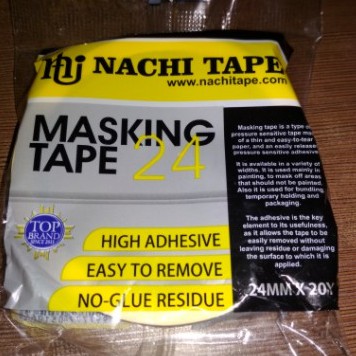 NACHI TAPE
www.nachitape.com
MASKING
TAPE 24
Masking tape is a type of
pressure sensitive tape made
of a thin and easy-to-tear
paper, and an easily released
pressure sensitive adhesive.
It is available in a variety of
widths. It is used mainly in
painting, to mask off areas
that should not be painted.
Also it is used for bundling,
temporary holding and
packaging.
The adhesive is the key
element to its usefulness,
as it allows the tape to be
easily removed without
leaving residue or damaging
the surface to which it is
applied.
TOP
BRAND
SINCE 2011
HIGH ADHESIVE
EASY TO REMOVE
NO-GLUE RESIDUE
24MM X 20Y